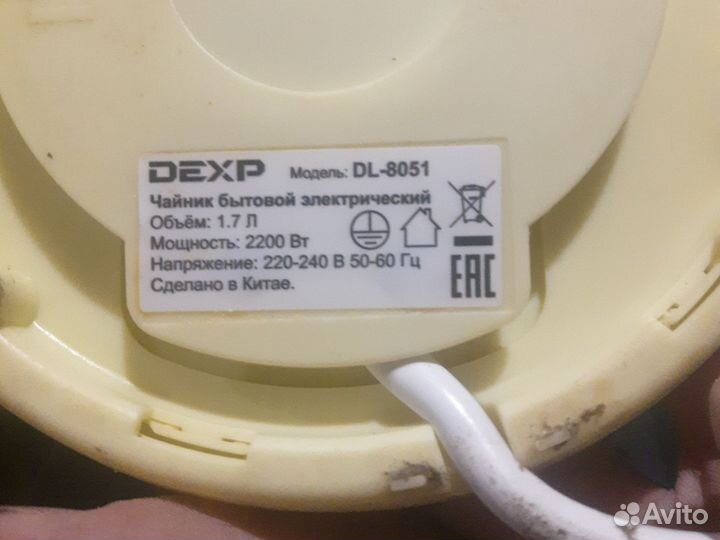 DEXP Модель: DL-8051
Чайник бытовой электрический
Объём: 1.7 Л
Мощность: 2200 Вт
Напряжение: 220-240 В 50-60 Гц
Сделано в Китае.
EAC
Avito